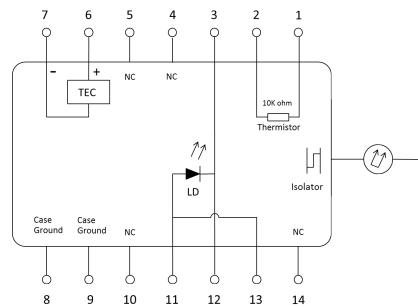 7 6 5 4 3 2 1
- +
TEC
NC NC
10K ohm
Thermistor
LD
Isolator
Case
Ground
Case
Ground
NC
NC
8 9 10 11 12 13 14